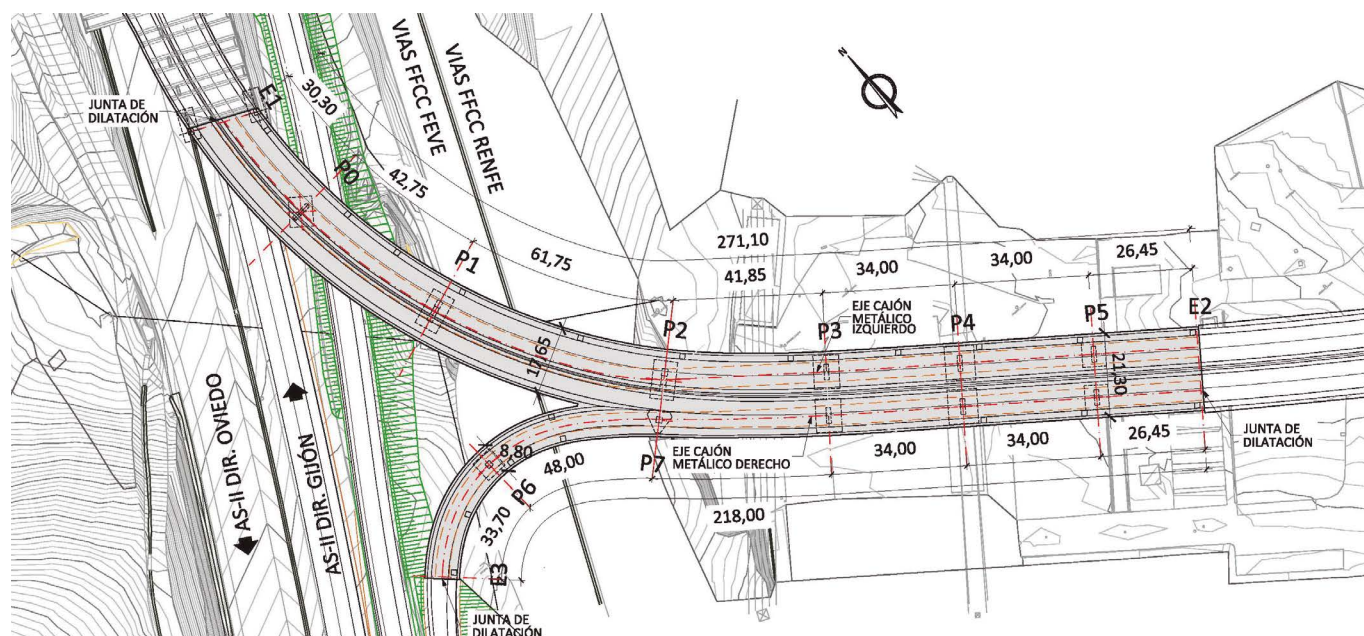 N
JUNTA DE
DILATACIÓN
E1
30,30
VIAS FFCC FEVE
VIAS FFCC RENFE
P0
42,75
P1
61,75
271,10
41,85
34,00
34,00
26,45
P2
P3
EJE CAJÓN
METÁLICO
IZQUIERDO
P4
P5
E2
21,30
AS-II DIR. OVIEDO
AS-II DIR. GIJÓN
8,80
48,00
P7
EJE CAJÓN
METÁLICO DERECHO
34,00
34,00
26,45
JUNTA DE
DILATACIÓN
P6
33,70
218,00
E3
JUNTA DE
DILATACIÓN